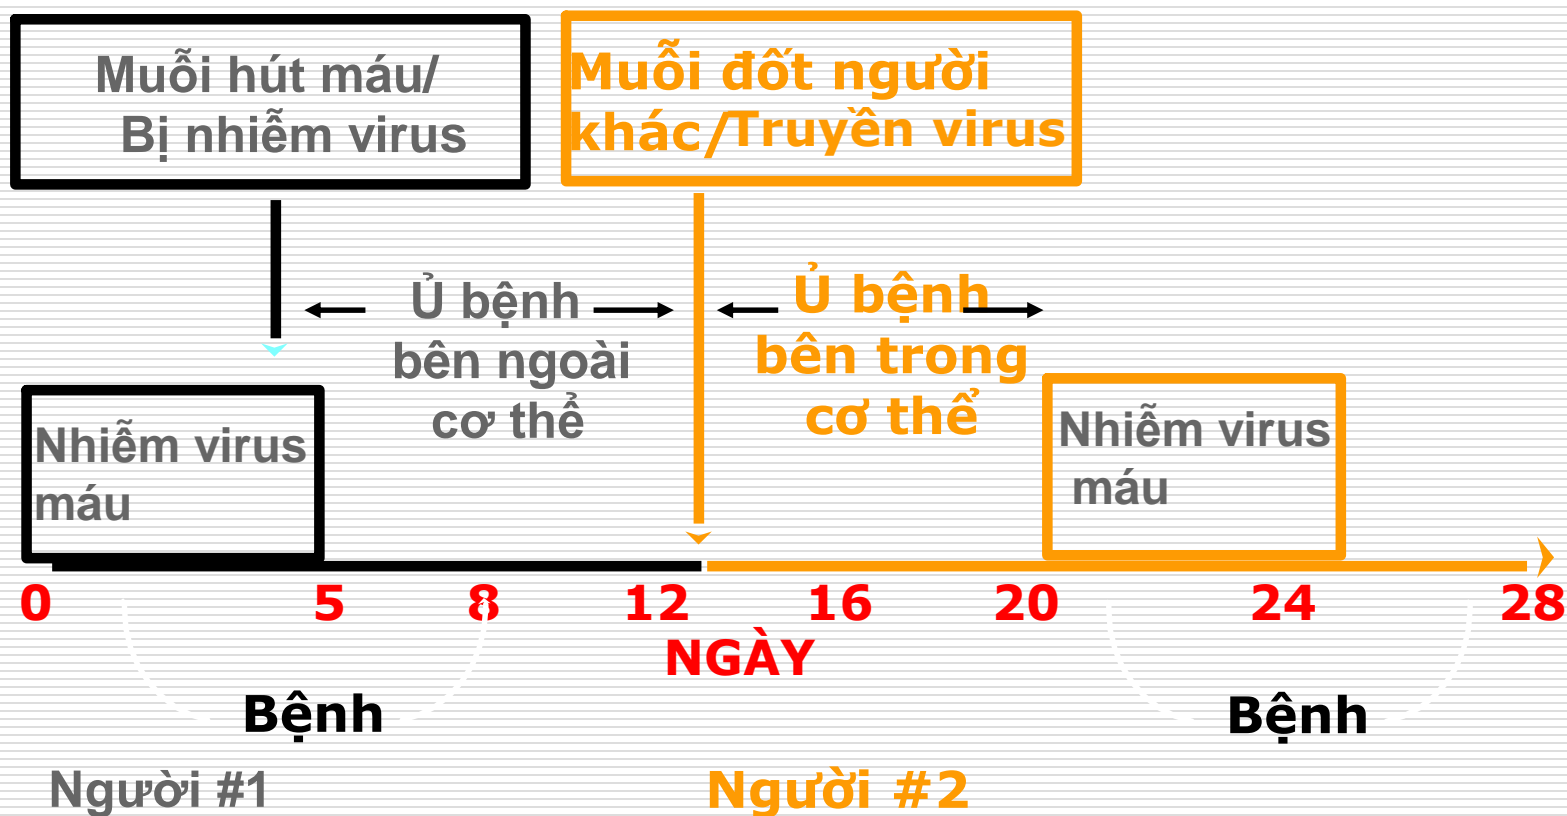 Muỗi hút máu/
Bị nhiễm virus
Muỗi đốt người
khác/Truyền virus
Ủ bệnh
bên ngoài
cơ thể
Ủ bệnh
bên trong
cơ thể
Nhiễm virus
máu
Nhiễm virus
máu
0 5 8 12 16 20 24 28
NGÀY
Bệnh
Bệnh
Người #1
Người #2